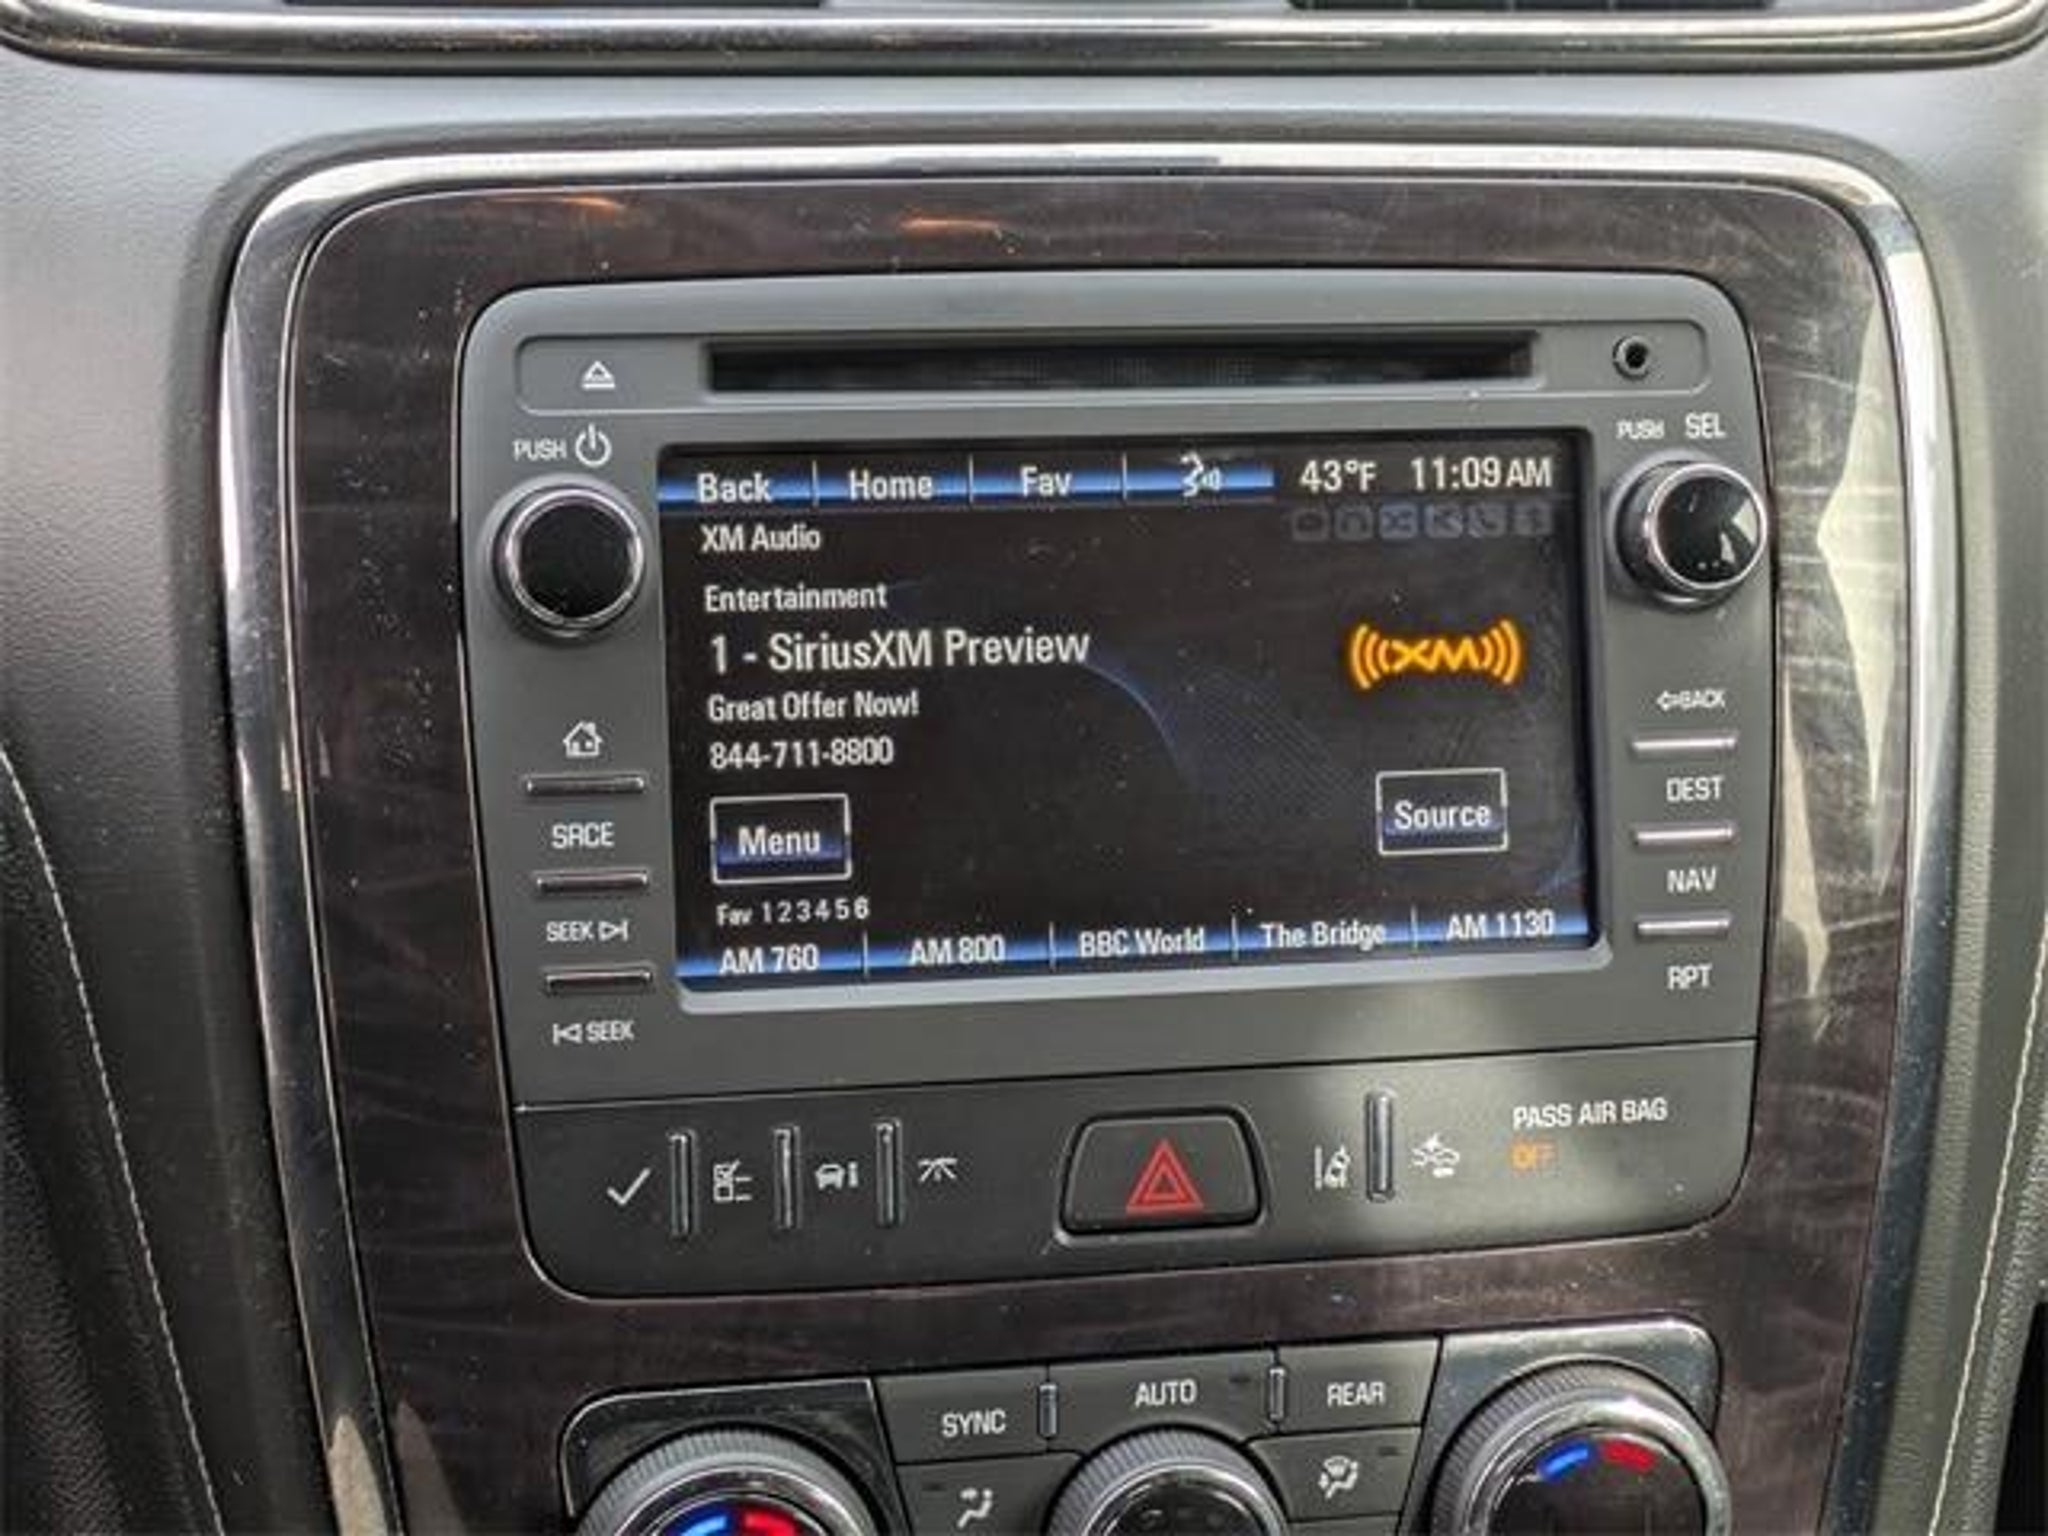 PUSH
PUSH SEL
Back Home Fav 43°F 11:09 AM
XM Audio
Entertainment
1 - SiriusXM Preview
((XM))
Great Offer Now!
844-711-8800
Menu
Source
Fav 1 2 3 4 5 6
AM 760 AM 800 BBC World The Bridge AM 1130
SRCE
SEEK
SEEK
BACK
DEST
NAV
RPT
PASS AIR BAG
OFF
SYNC
AUTO
REAR